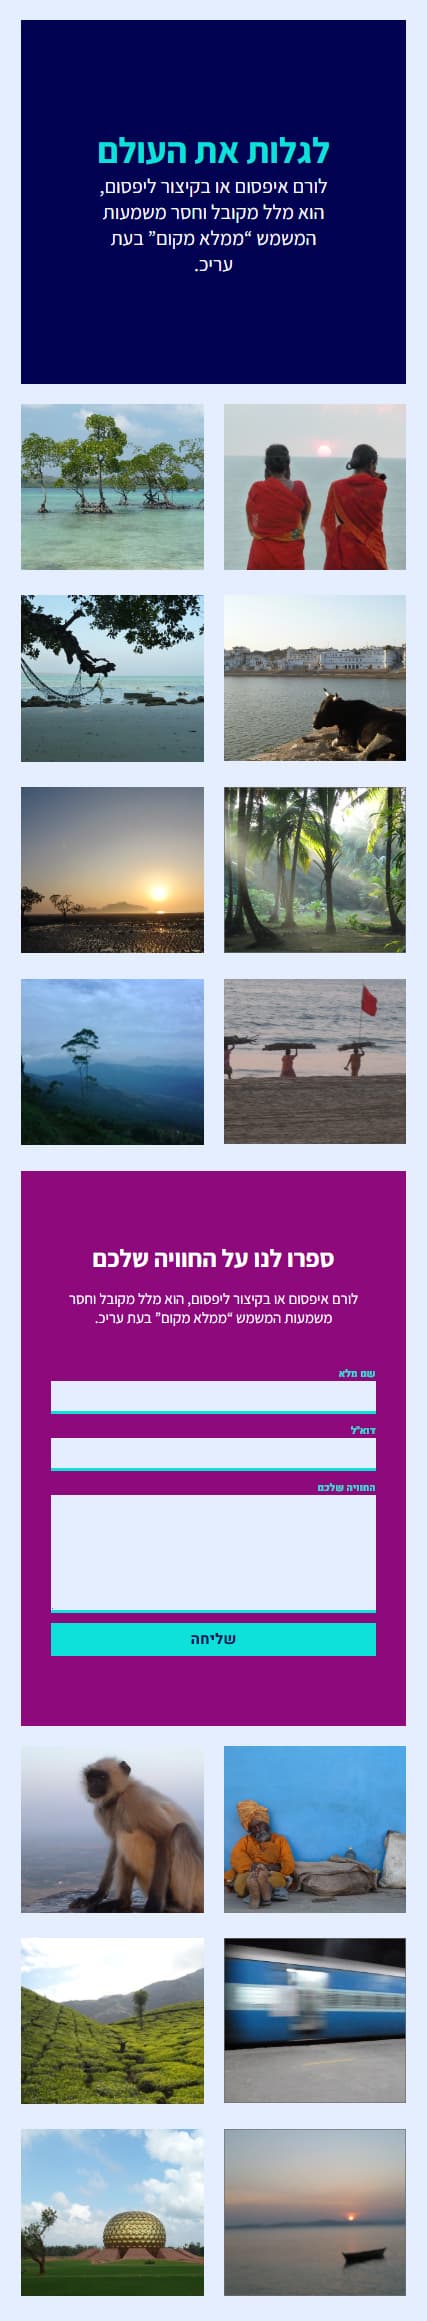 לגלות את העולם
לורם איפסום או בקיצור ליפסום,
הוא מלל מקובל וחסר משמעות
המשמש “ממלא מקום” בעת
עריכ.
ספרו לנו על החוויה שלכם
לורם איפסום או בקיצור ליפסום, הוא מלל מקובל וחסר
משמעות המשמש “ממלא מקום” בעת עריכ.
שם מלא
דוא"ל
החוויה שלכם
שליחה